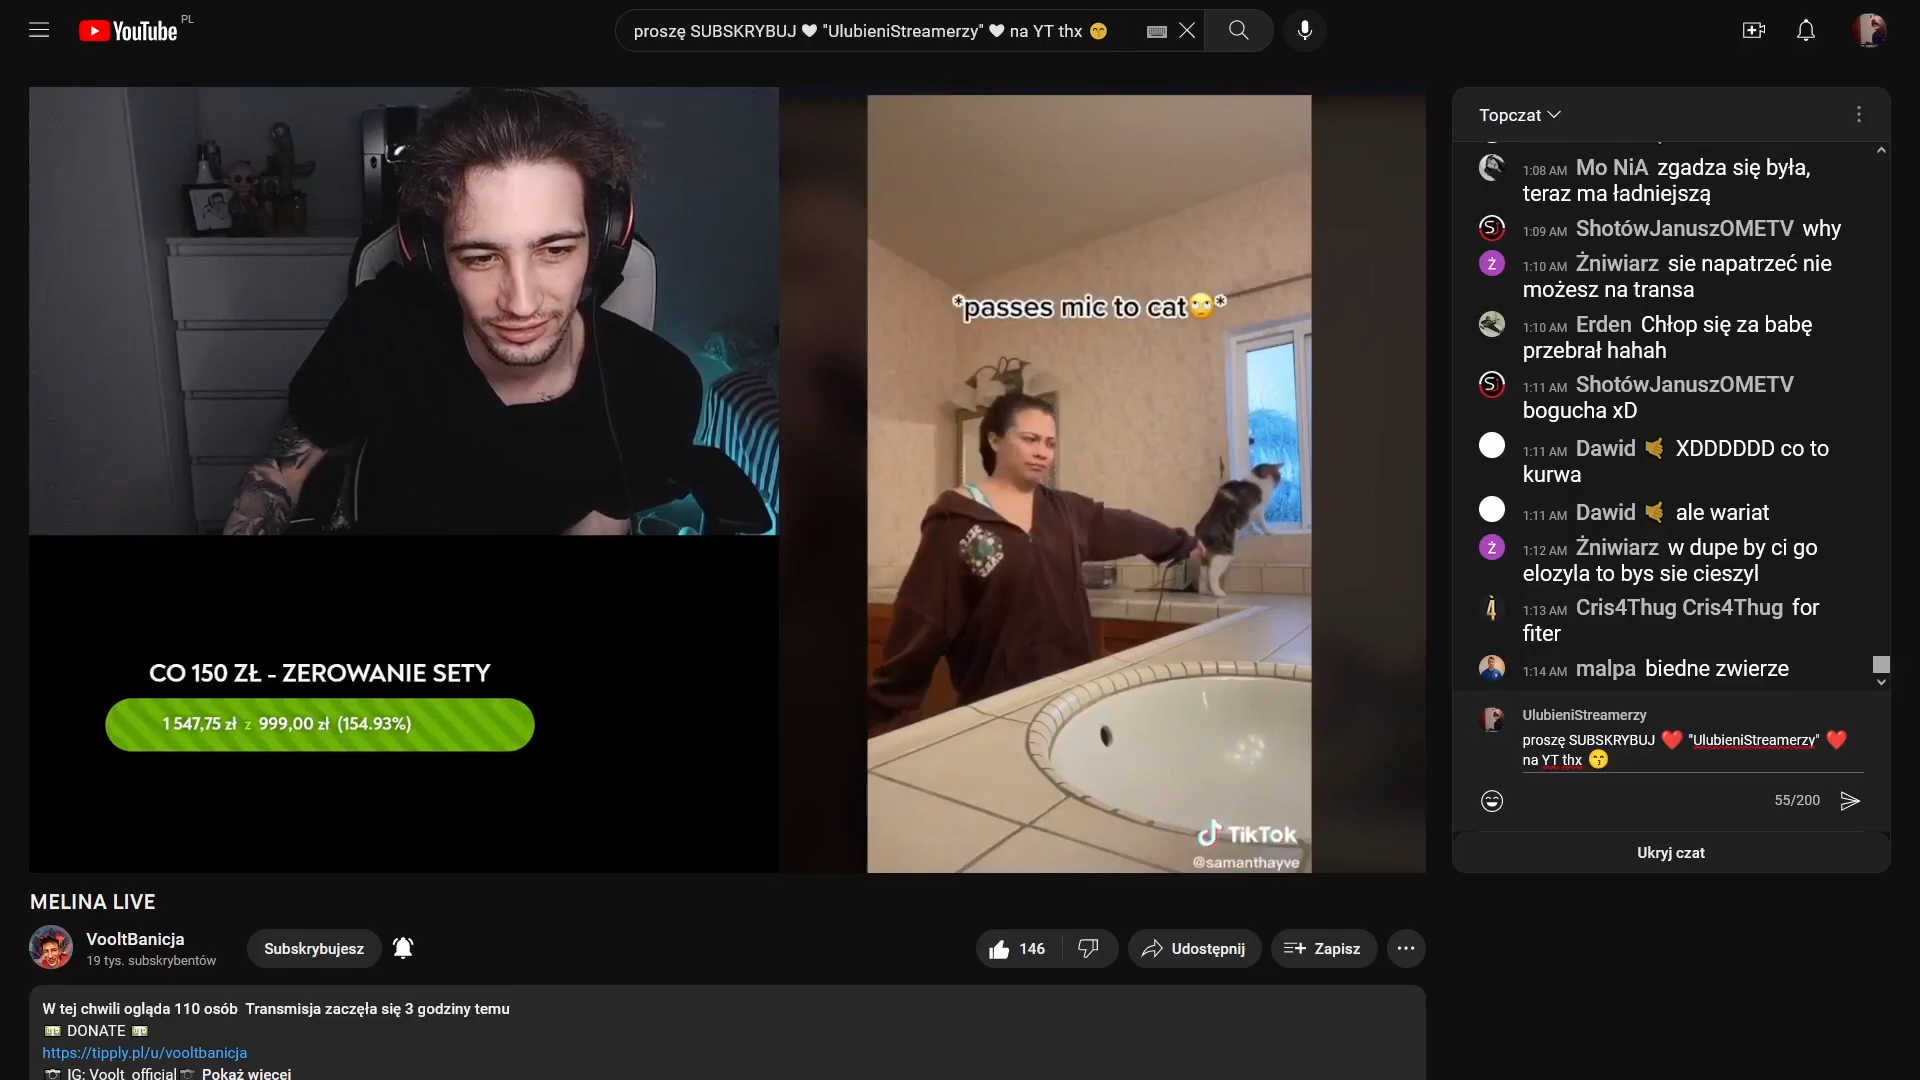 YouTube PL
proszę SUBSKRYBUJ 🤍 "UlubieniStreamerzy" 🤍 na YT thx 😙
*passes mic to cat🙄*
CO 150 ZŁ - ZEROWANIE SETY
1 547,75 zł z 999,00 zł (154.93%)
TikTok
@samanthayve
Topczat
1:08 AM Mo NiA zgadza się była,
teraz ma ładniejszą
1:09 AM ShotówJanuszOMETV why
1:10 AM Żniwiarz sie napatrzeć nie
możesz na transa
1:10 AM Erden Chłop się za babę
przebrał hahah
1:11 AM ShotówJanuszOMETV
bogucha xD
1:11 AM Dawid 🤙 XDDDDDD co to
kurwa
1:11 AM Dawid 🤙 ale wariat
1:12 AM Żniwiarz w dupe by ci go
elozyla to bys sie cieszyl
1:13 AM Cris4Thug Cris4Thug for
fiter
1:14 AM malpa biedne zwierze
UlubieniStreamerzy
proszę SUBSKRYBUJ ❤️ "UlubieniStreamerzy" ❤️
na YT thx 😙
55/200
Ukryj czat
MELINA LIVE
VooltBanicja
19 tys. subskrybentów
Subskrybujesz
146
Udostępnij
Zapisz
W tej chwili ogląda 110 osób Transmisja zaczęła się 3 godziny temu
💵 DONATE 💵
https://tipply.pl/u/vooltbanicja
📷 IG: Voolt_official📷 Pokaż więcej